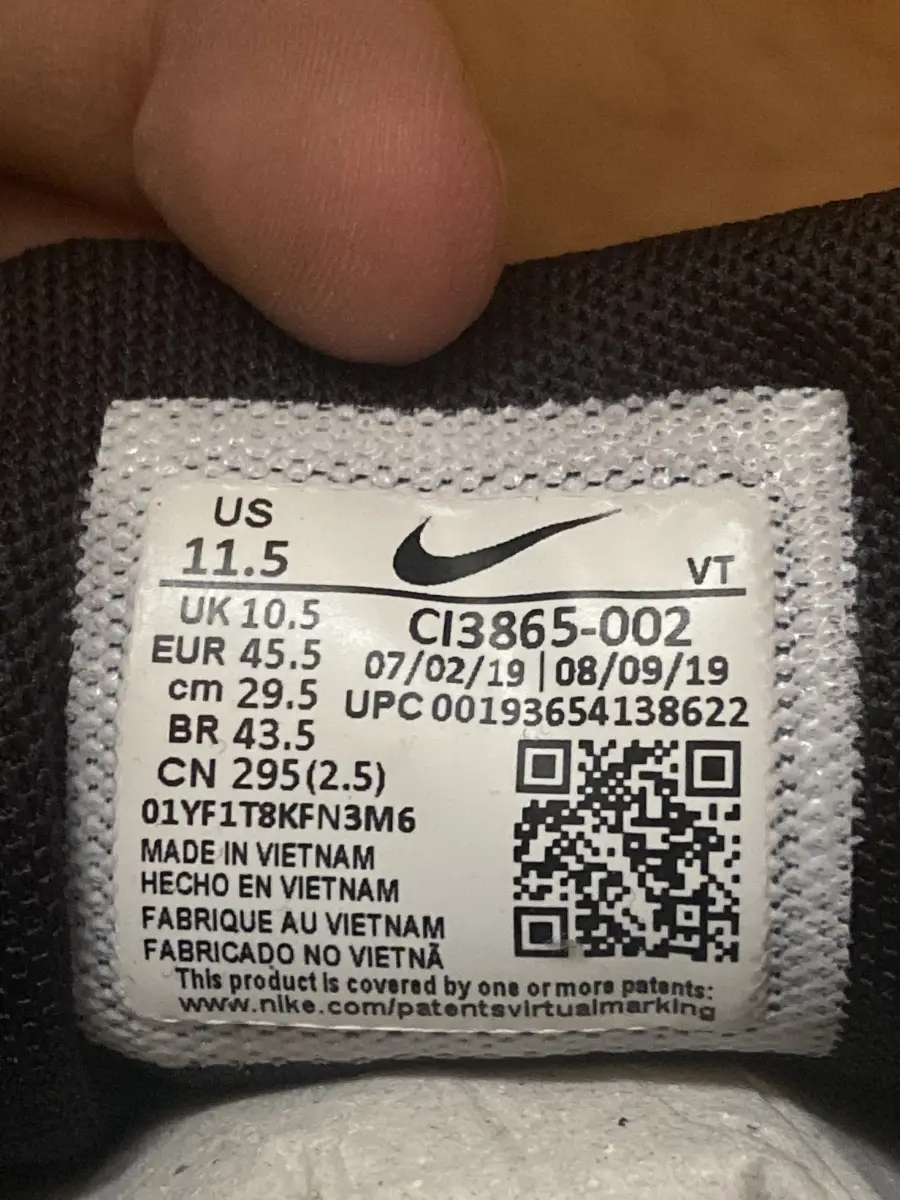 US
11.5
VT
UK 10.5
CI3865-002
EUR 45.5
07/02/19 | 08/09/19
cm 29.5
UPC 00193654138622
BR 43.5
CN 295(2.5)
01YF1T8KFN3M6
MADE IN VIETNAM
HECHO EN VIETNAM
FABRIQUE AU VIETNAM
FABRICADO NO VIETNÃ
This product is covered by one or more patents:
www.nike.com/patentsvirtualmarking